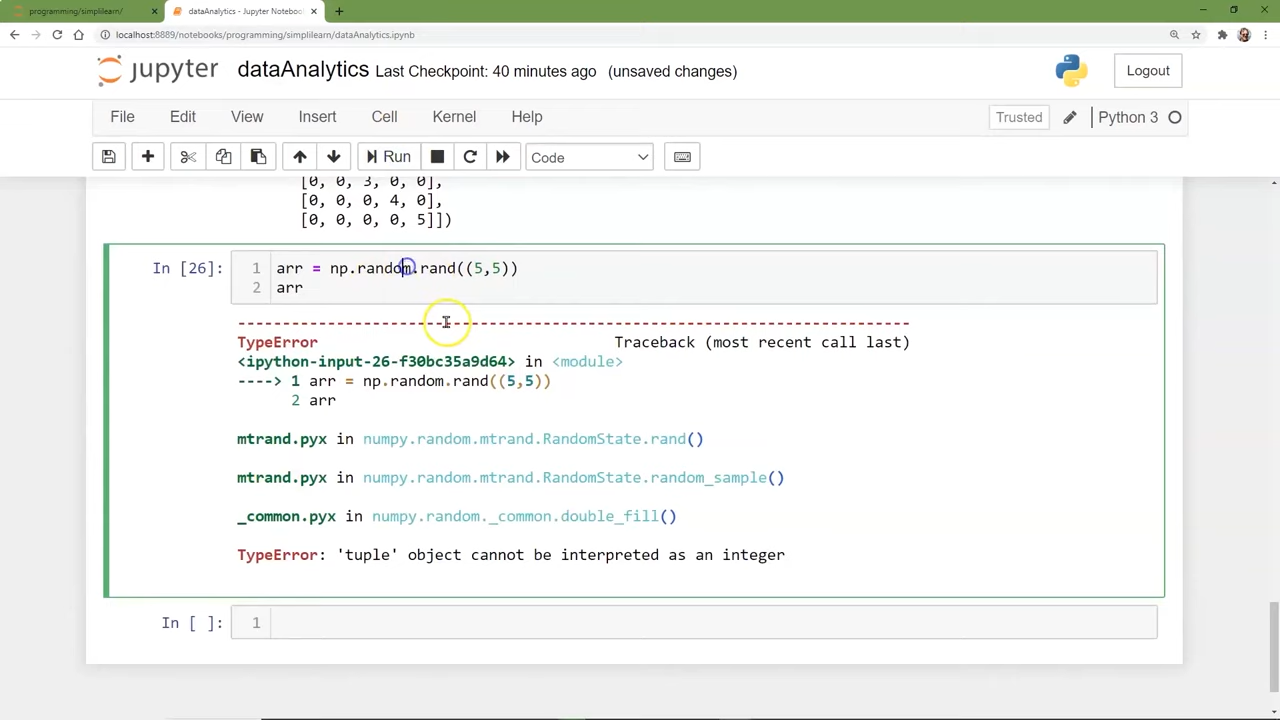 programming/simplilearn/
dataAnalytics - Jupyter Noteboo
localhost:8889/notebooks/programming/simplilearn/dataAnalytics.ipynb
jupyter dataAnalytics Last Checkpoint: 40 minutes ago (unsaved changes)
Logout
File Edit View Insert Cell Kernel Help
Trusted
Python 3
Run
Code
[0, 0, 3, 0, 0],
[0, 0, 0, 4, 0],
[0, 0, 0, 0, 5]])
In [26]:
1 arr = np.random.rand((5,5))
2 arr
---------------------------------------------------------------------------
TypeError Traceback (most recent call last)
<ipython-input-26-f30bc35a9d64> in <module>
----> 1 arr = np.random.rand((5,5))
2 arr
mtrand.pyx in numpy.random.mtrand.RandomState.rand()
mtrand.pyx in numpy.random.mtrand.RandomState.random_sample()
_common.pyx in numpy.random._common.double_fill()
TypeError: 'tuple' object cannot be interpreted as an integer
In [ ]:
1